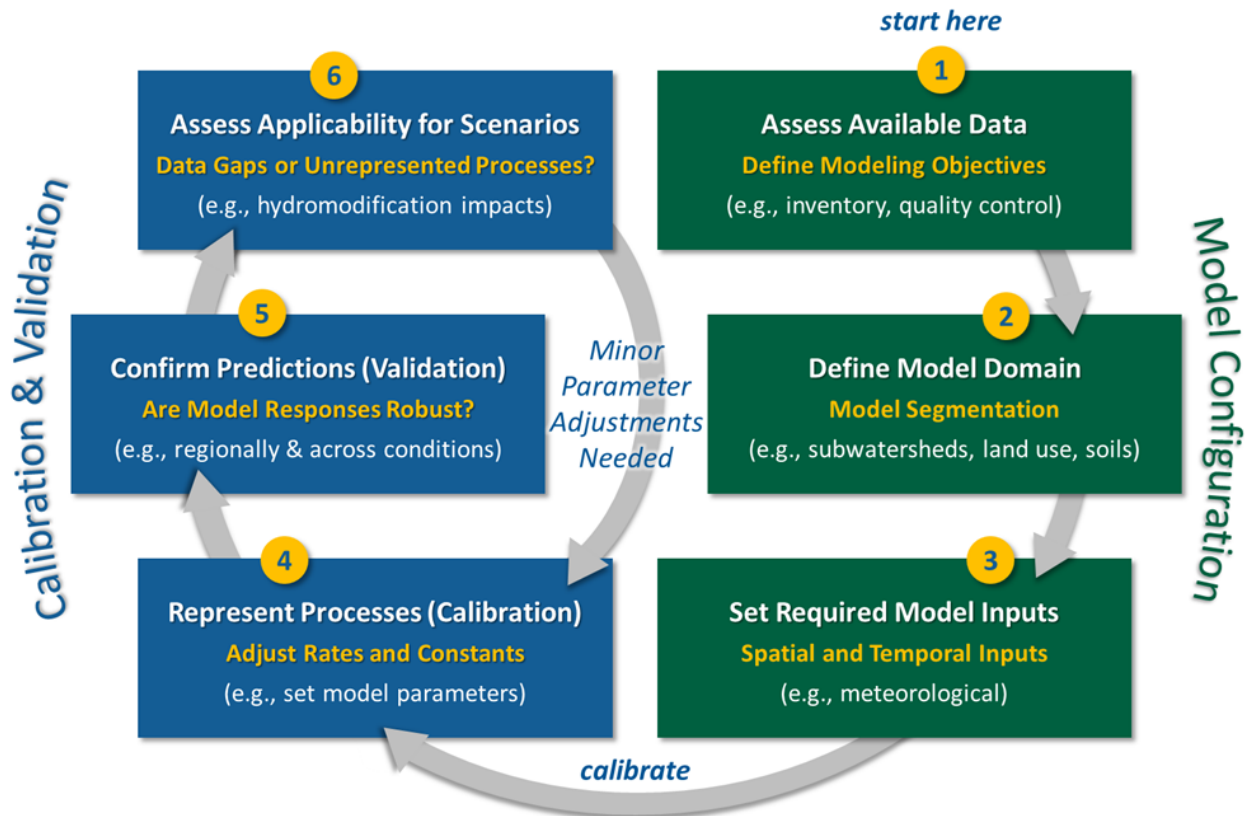 start here
1
Assess Available Data
Define Modeling Objectives
(e.g., inventory, quality control)
2
Define Model Domain
Model Segmentation
(e.g., subwatersheds, land use, soils)
3
Set Required Model Inputs
Spatial and Temporal Inputs
(e.g., meteorological)
Model Configuration
calibrate
4
Represent Processes (Calibration)
Adjust Rates and Constants
(e.g., set model parameters)
5
Confirm Predictions (Validation)
Are Model Responses Robust?
(e.g., regionally & across conditions)
6
Assess Applicability for Scenarios
Data Gaps or Unrepresented Processes?
(e.g., hydromodification impacts)
Minor
Parameter
Adjustments
Needed
Calibration & Validation